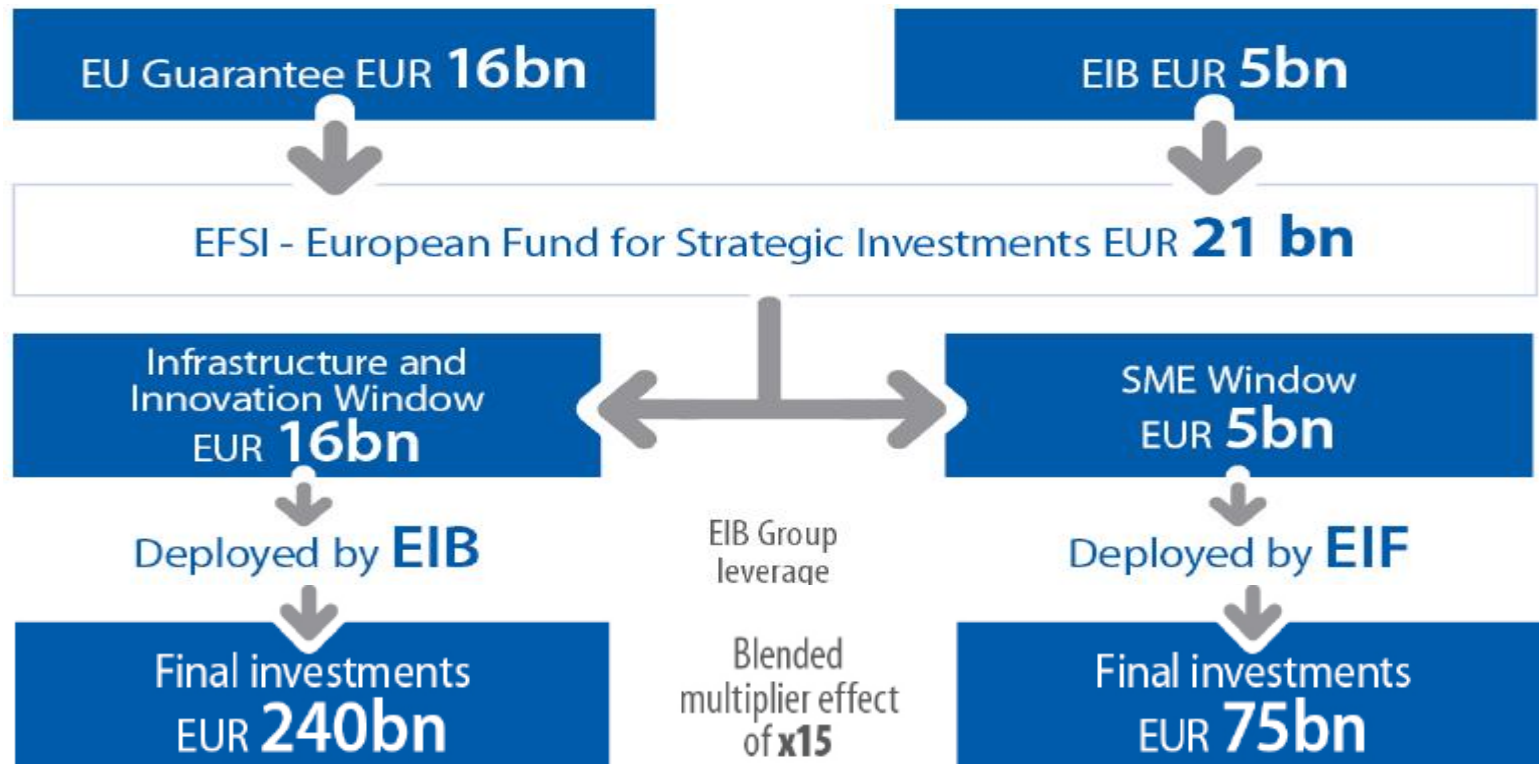 EU Guarantee EUR 16bn
EIB EUR 5bn
EFSI - European Fund for Strategic Investments EUR 21 bn
Infrastructure and
Innovation Window
EUR 16bn
SME Window
EUR 5bn
Deployed by EIB
EIB Group
leverage
Deployed by EIF
Final investments
EUR 240bn
Blended
multiplier effect
of x15
Final investments
EUR 75bn